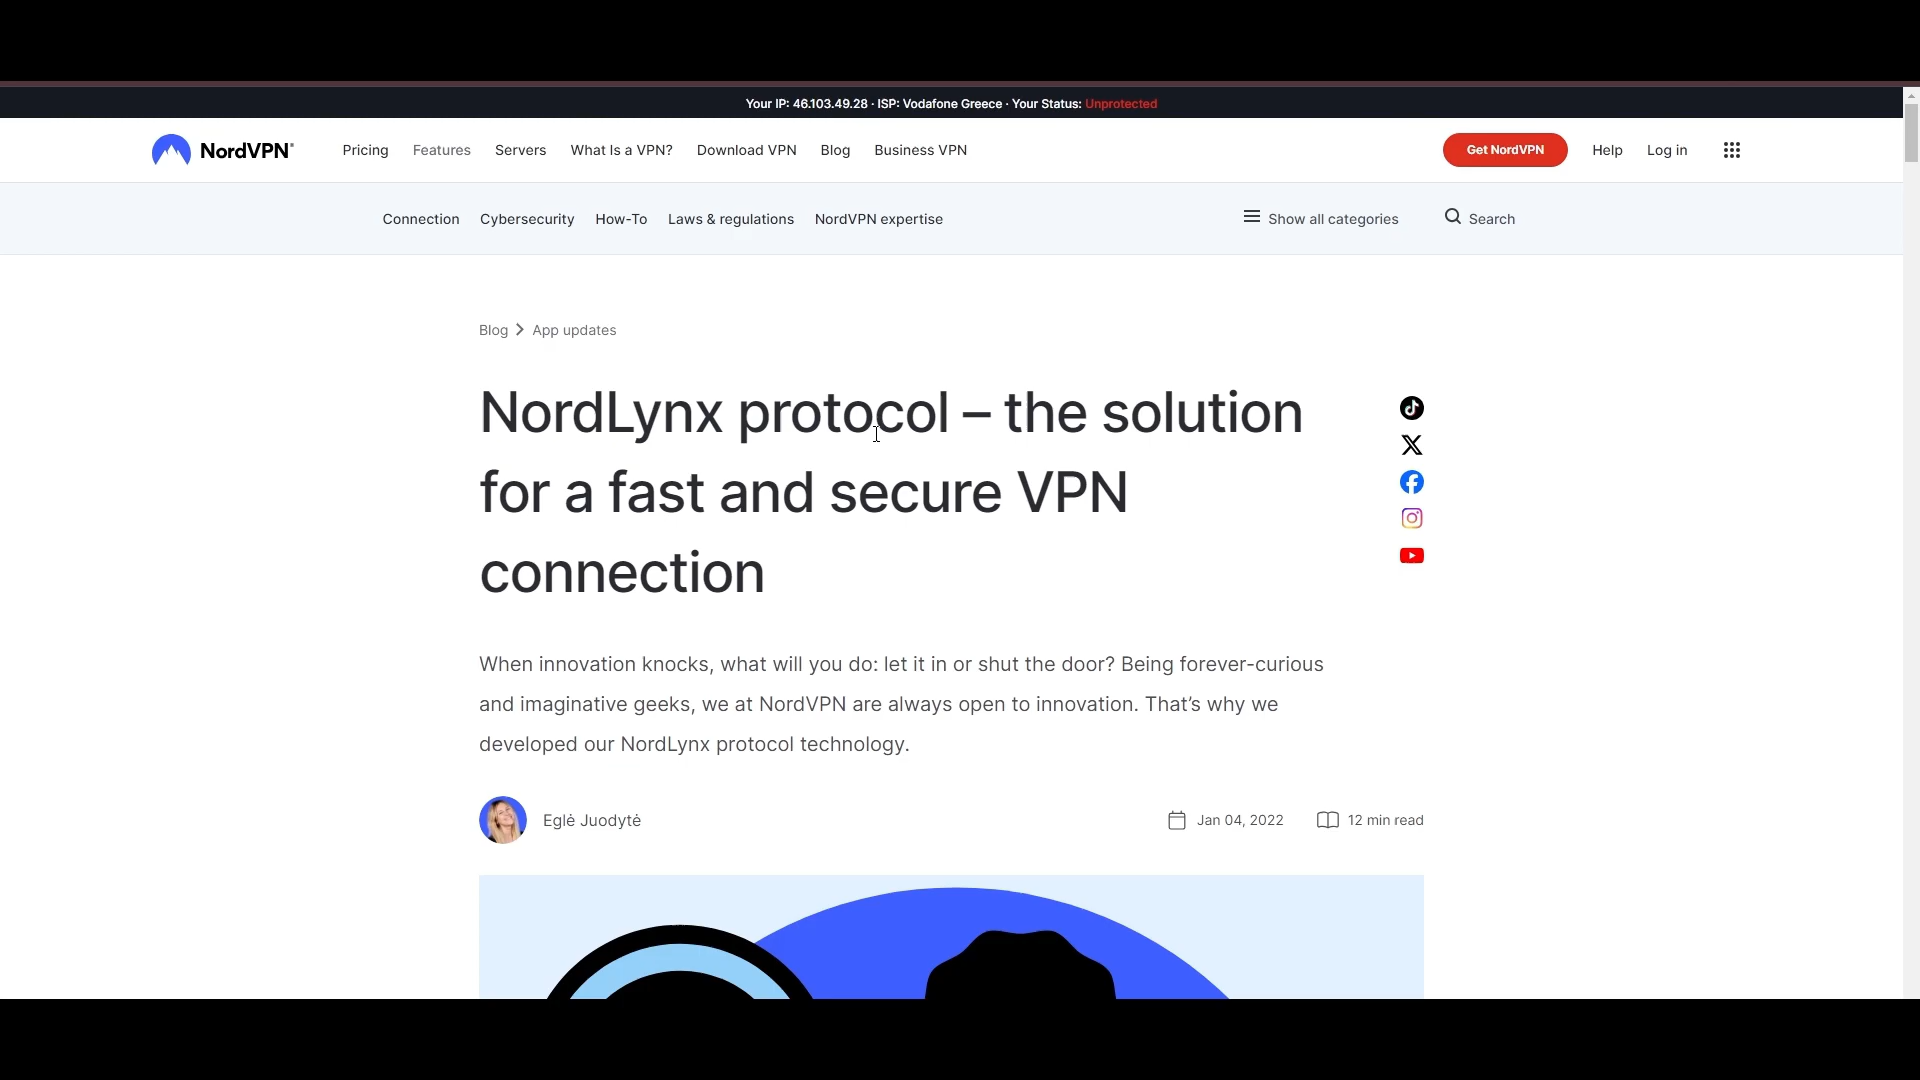 Your IP: 46.103.49.28 · ISP: Vodafone Greece · Your Status: Unprotected
NordVPN®
Pricing
Features
Servers
What Is a VPN?
Download VPN
Blog
Business VPN
Get NordVPN
Help
Log in
Connection
Cybersecurity
How-To
Laws & regulations
NordVPN expertise
Show all categories
Search
Blog
App updates
NordLynx protocol – the solution
for a fast and secure VPN
connection
When innovation knocks, what will you do: let it in or shut the door? Being forever-curious
and imaginative geeks, we at NordVPN are always open to innovation. That’s why we
developed our NordLynx protocol technology.
Eglė Juodytė
Jan 04, 2022
12 min read